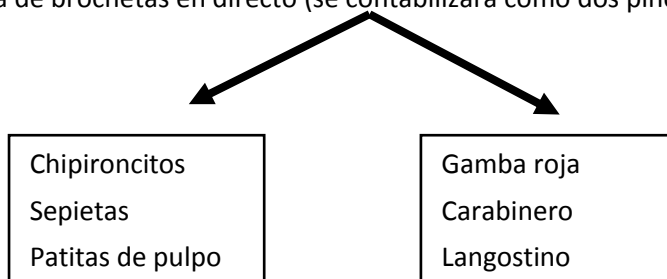 de brochetas en directo (se contabilizará como dos
Chipironcitos
Sepietas
Patitas de pulpo
Gamba roja
Carabinero
Langostino